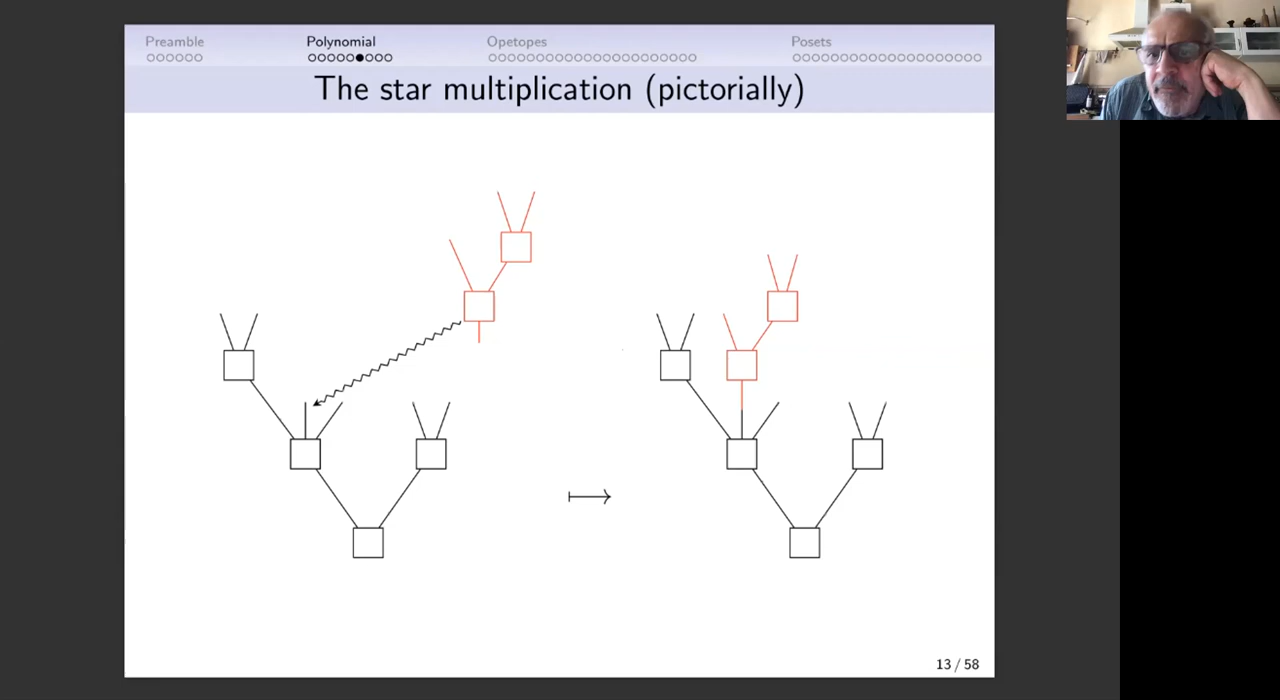 Preamble Polynomial Opetopes Posets
The star multiplication (pictorially)
13 / 58